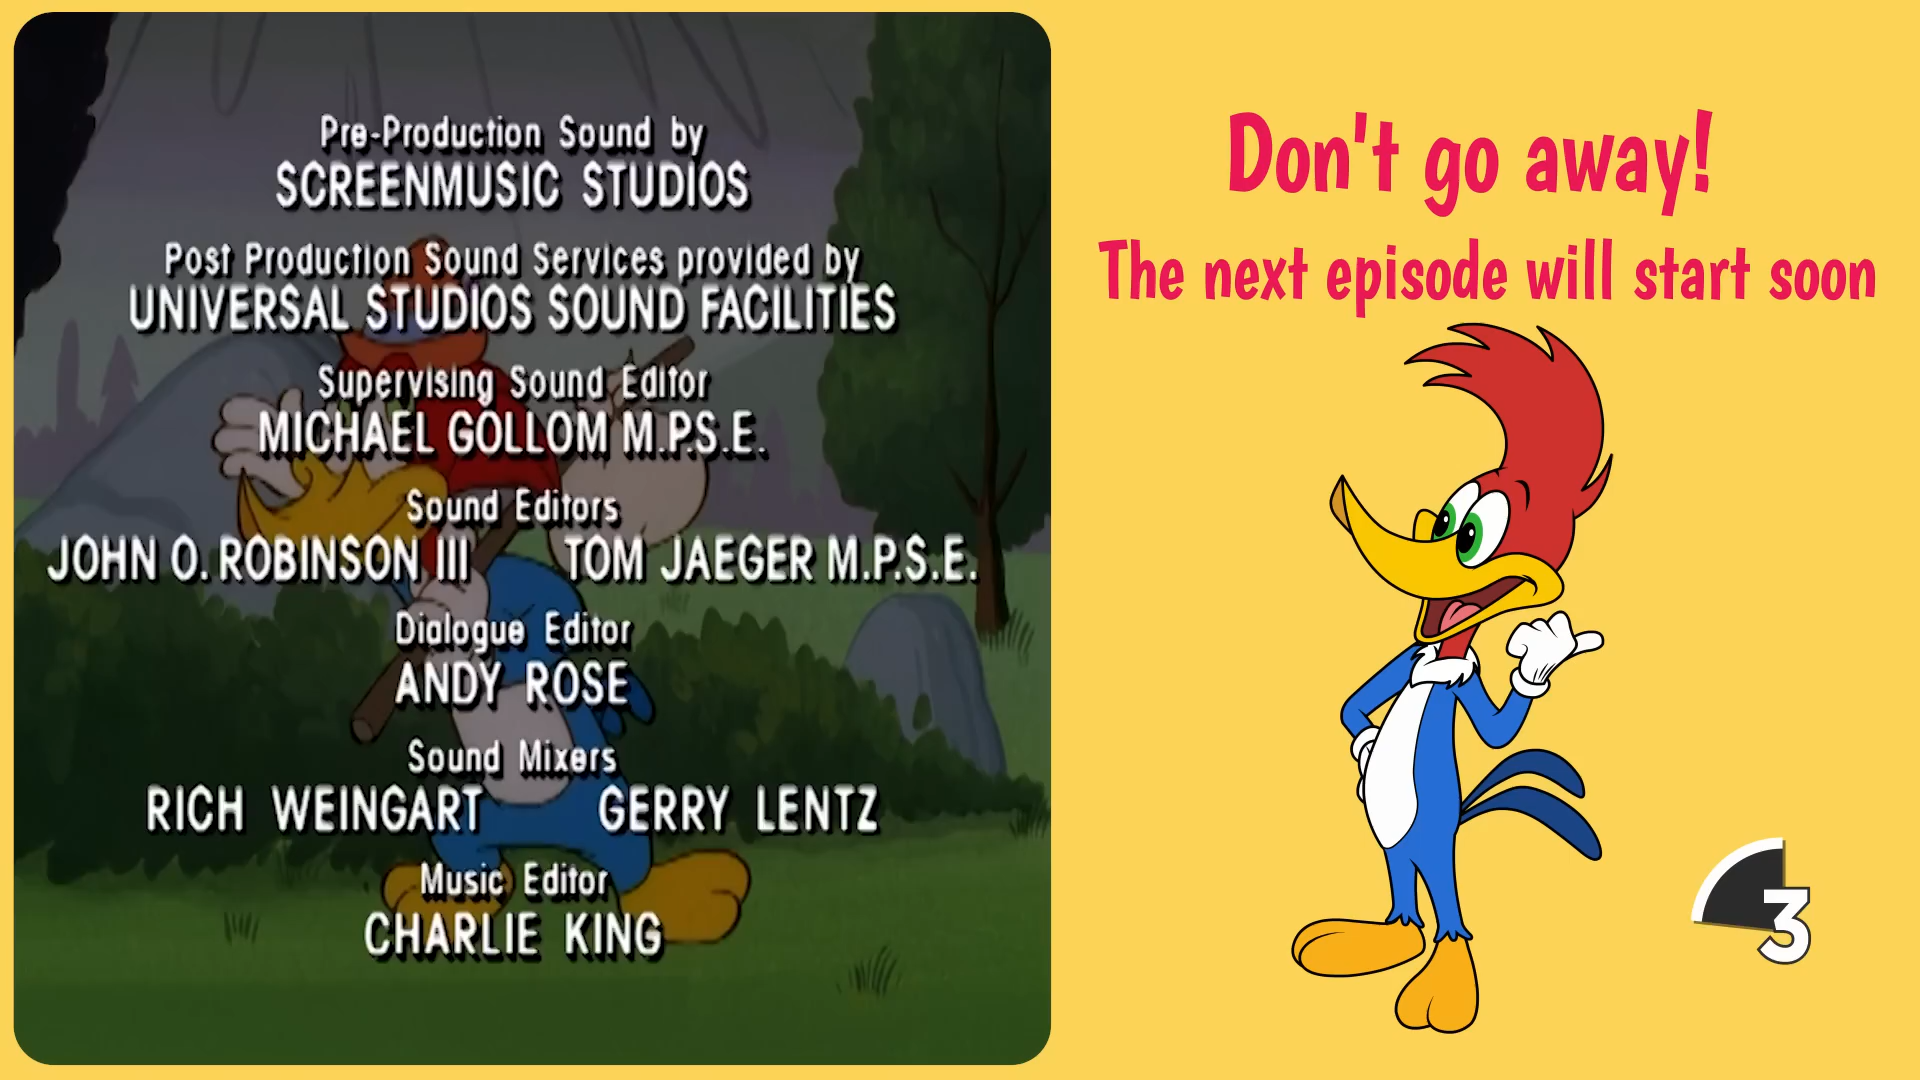 Pre-Production Sound by
SCREENMUSIC STUDIOS
Post Production Sound Services provided by
UNIVERSAL STUDIOS SOUND FACILITIES
Supervising Sound Editor
MICHAEL GOLLOM M.P.S.E.
Sound Editors
JOHN O. ROBINSON III TOM JAEGER M.P.S.E.
Dialogue Editor
ANDY ROSE
Sound Mixers
RICH WEINGART GERRY LENTZ
Music Editor
CHARLIE KING
Don't go away!
The next episode will start soon
3